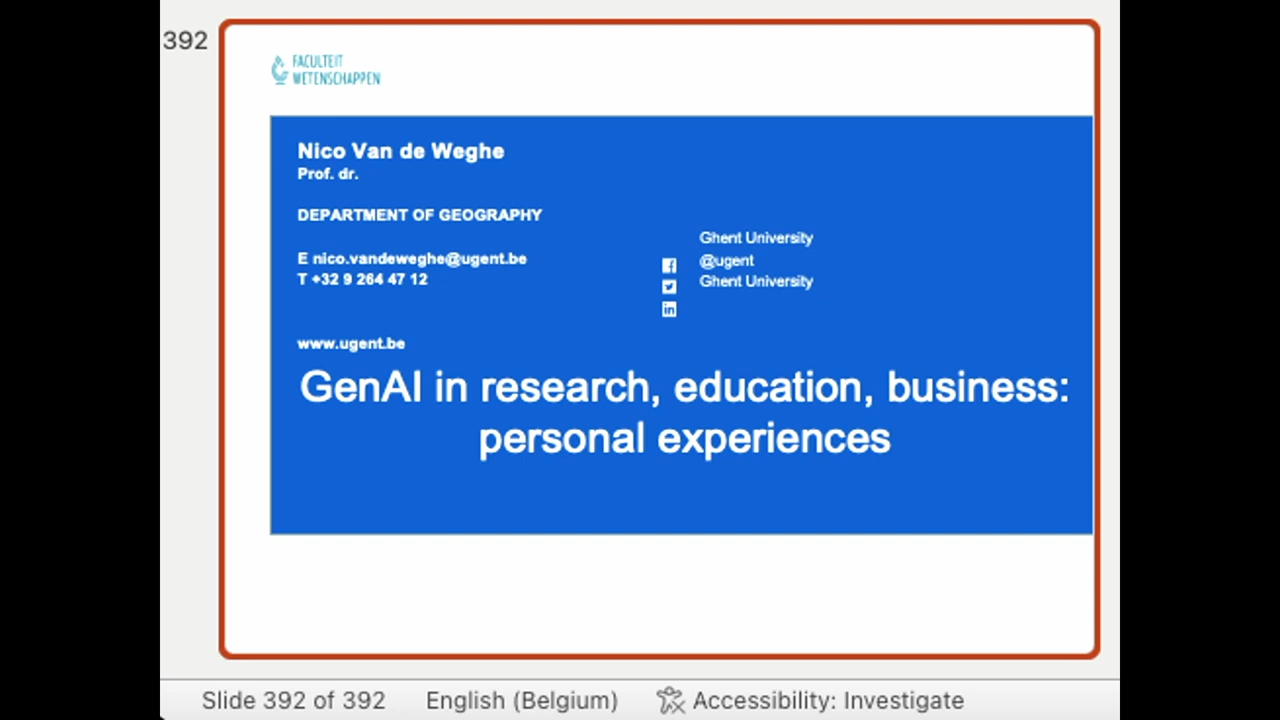 392
FACULTEIT
WETENSCHAPPEN
Nico Van de Weghe
Prof. dr.
DEPARTMENT OF GEOGRAPHY
E nico.vandeweghe@ugent.be
T +32 9 264 47 12
Ghent University
@ugent
Ghent University
www.ugent.be
GenAI in research, education, business:
personal experiences
Slide 392 of 392
English (Belgium)
Accessibility: Investigate